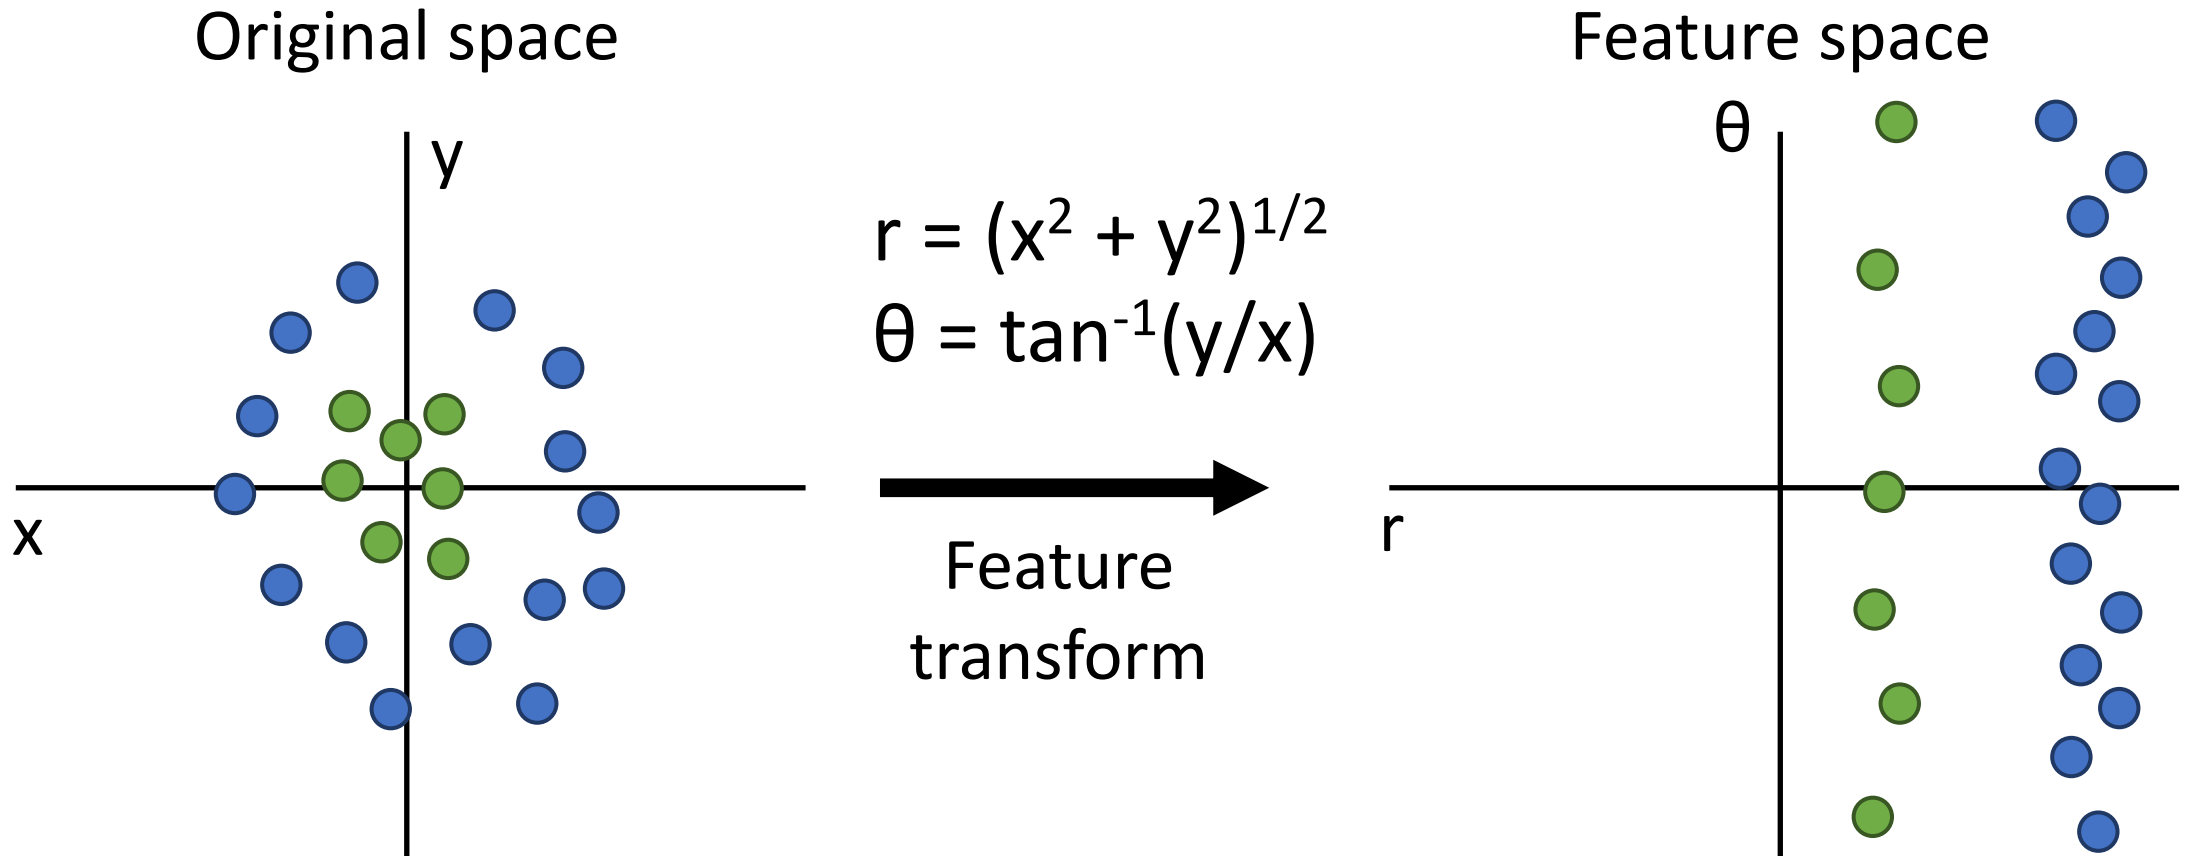 Original space
y
x
r = (x² + y²)¹/²
θ = tan⁻¹(y/x)
Feature
transform
Feature space
θ
r